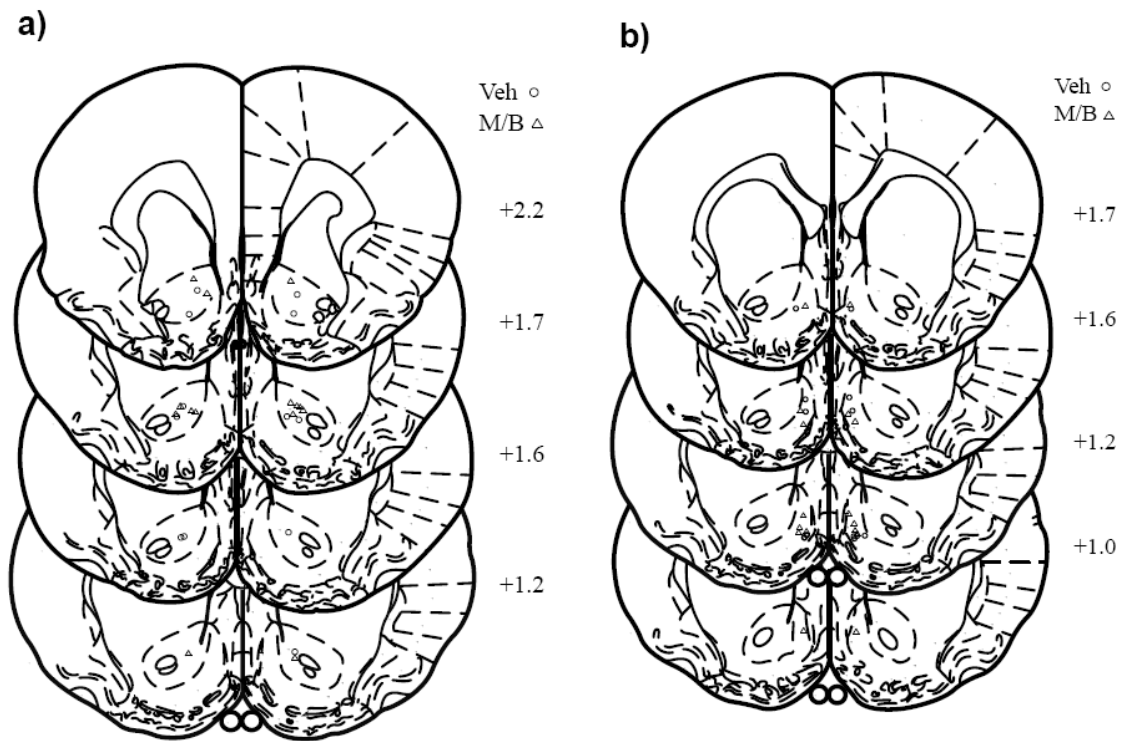 a)
Veh ○
M/B △
+2.2
+1.7
+1.6
+1.2
b)
Veh ○
M/B △
+1.7
+1.6
+1.2
+1.0